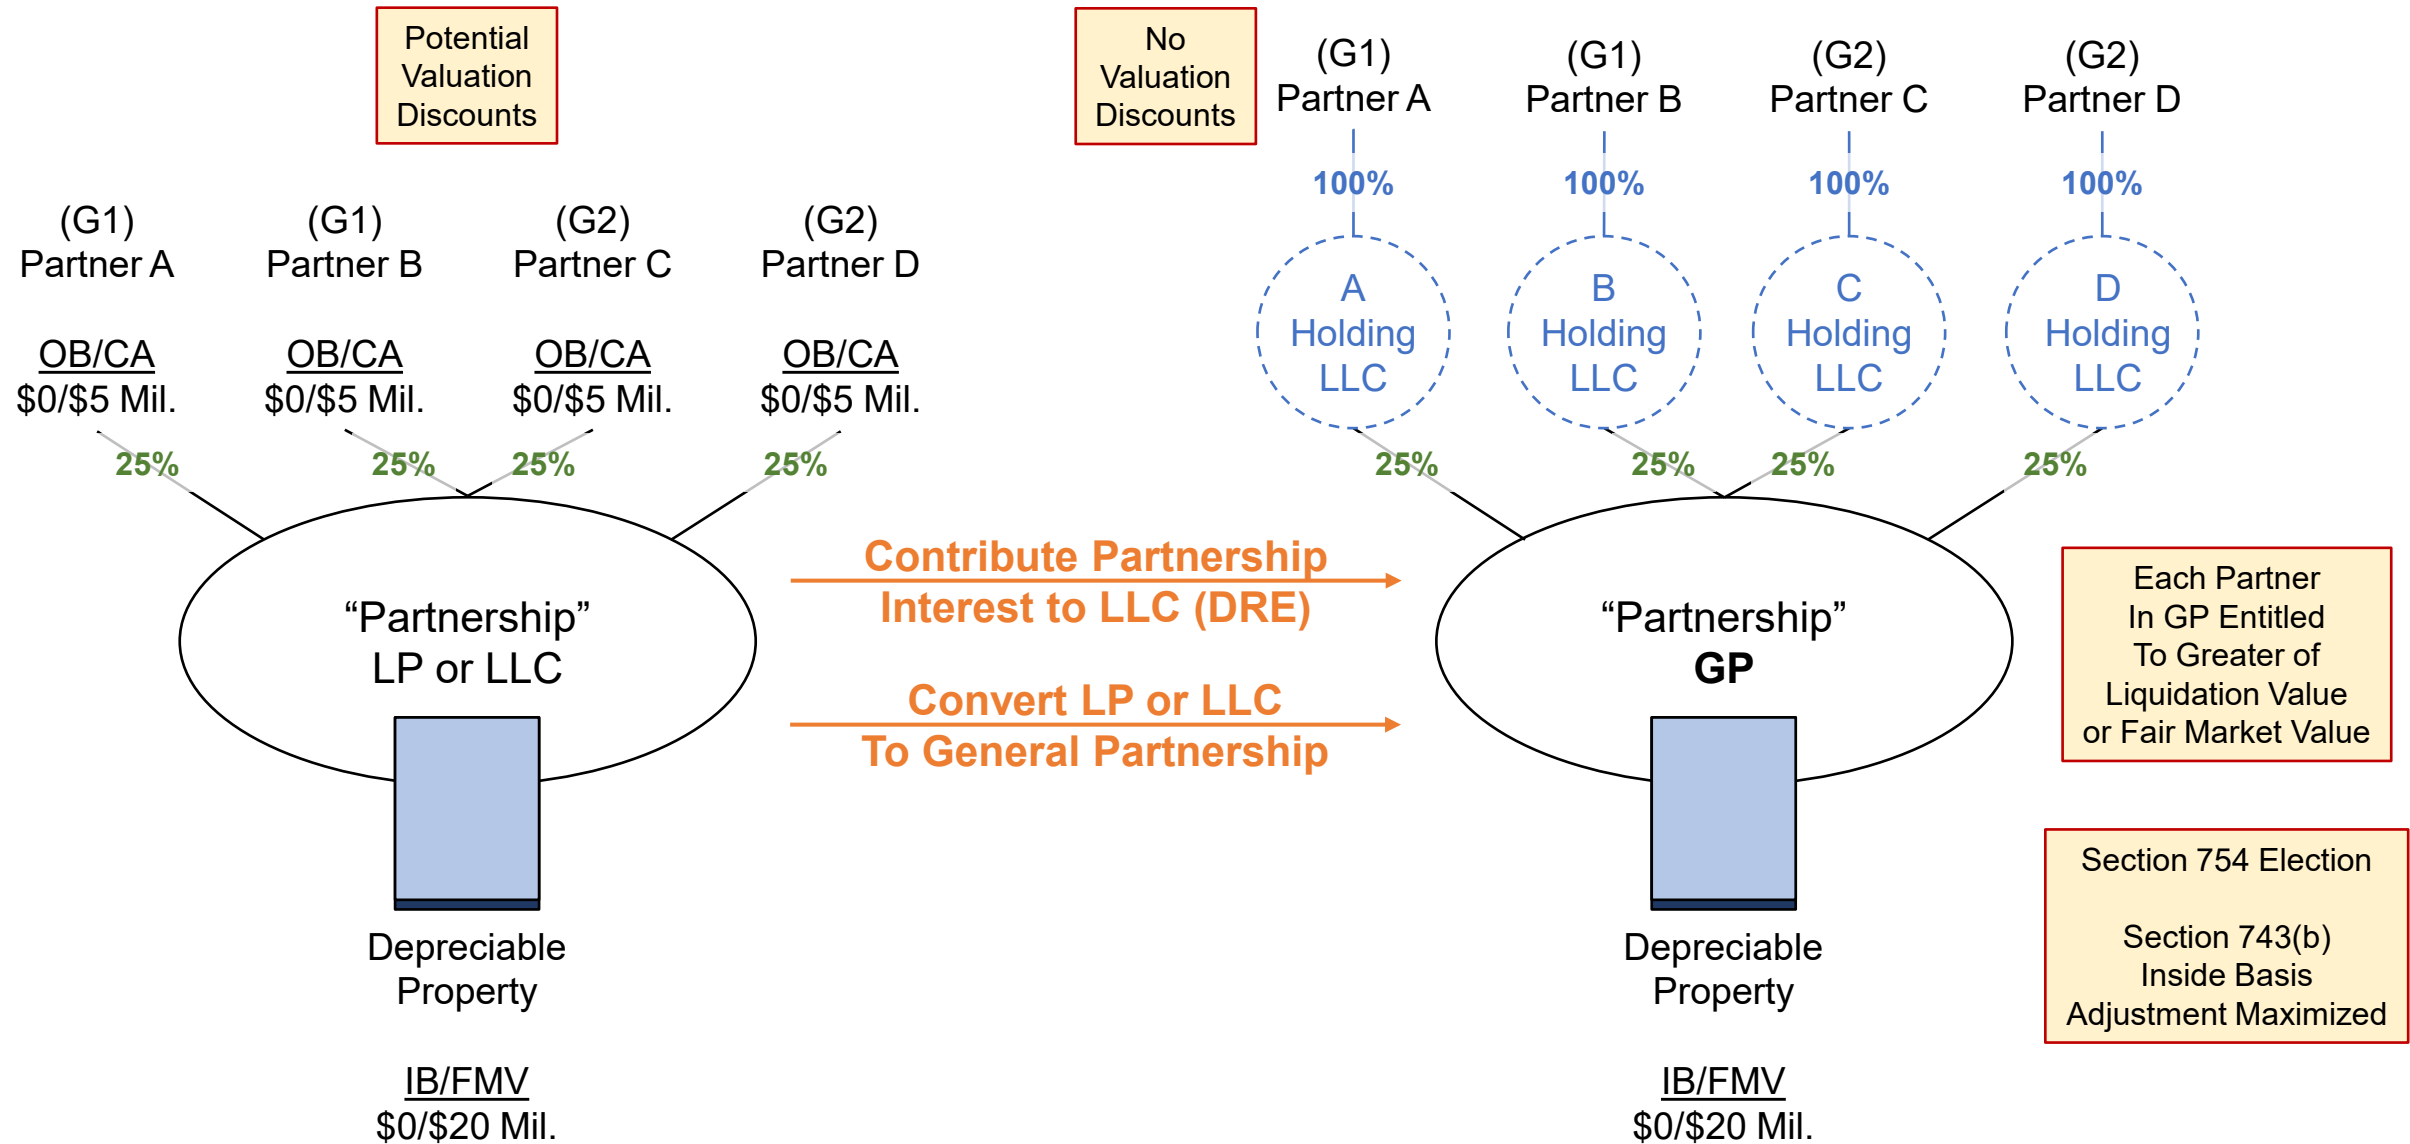 Potential
Valuation
Discounts
(G1)
Partner A
(G1)
Partner B
(G2)
Partner C
(G2)
Partner D
OB/CA
$0/$5 Mil.
OB/CA
$0/$5 Mil.
OB/CA
$0/$5 Mil.
OB/CA
$0/$5 Mil.
25%
25%
25%
25%
“Partnership”
LP or LLC
Depreciable
Property
IB/FMV
$0/$20 Mil.
Contribute Partnership
Interest to LLC (DRE)
Convert LP or LLC
To General Partnership
No
Valuation
Discounts
(G1)
Partner A
(G1)
Partner B
(G2)
Partner C
(G2)
Partner D
100%
100%
100%
100%
A
Holding
LLC
B
Holding
LLC
C
Holding
LLC
D
Holding
LLC
25%
25%
25%
25%
“Partnership”
GP
Depreciable
Property
IB/FMV
$0/$20 Mil.
Each Partner
In GP Entitled
To Greater of
Liquidation Value
or Fair Market Value
Section 754 Election
Section 743(b)
Inside Basis
Adjustment Maximized